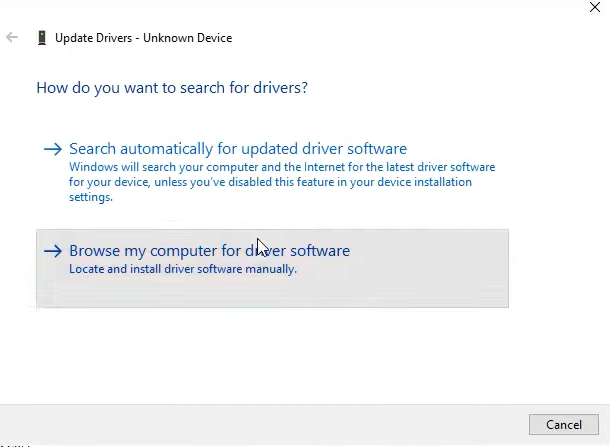 Update Drivers - Unknown Device
How do you want to search for drivers?
Search automatically for updated driver software
Windows will search your computer and the Internet for the latest driver software
for your device, unless you've disabled this feature in your device installation
settings.
Browse my computer for driver software
Locate and install driver software manually.
Cancel